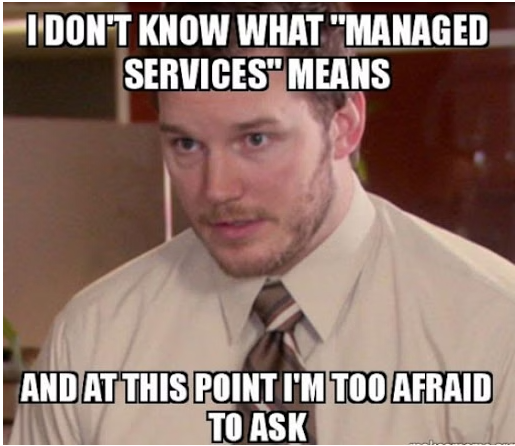 I DON'T KNOW WHAT "MANAGED
SERVICES" MEANS
AND AT THIS POINT I'M TOO AFRAID
TO ASK